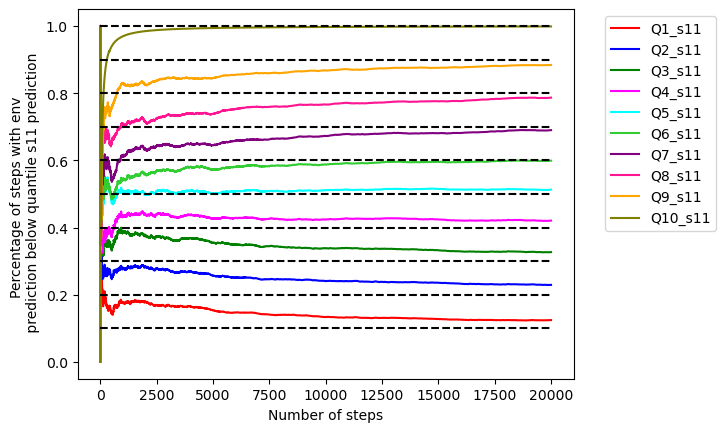 1.0
0.8
0.6
0.4
0.2
0.0
Percentage of steps with env
prediction below quantile s11 prediction
0 2500 5000 7500 10000 12500 15000 17500 20000
Number of steps
Q1_s11
Q2_s11
Q3_s11
Q4_s11
Q5_s11
Q6_s11
Q7_s11
Q8_s11
Q9_s11
Q10_s11